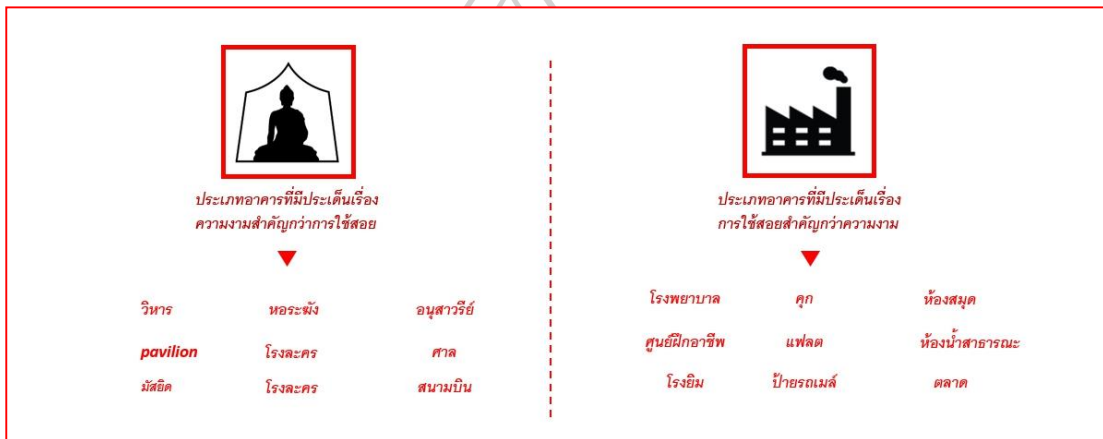 ประเภทอาคารที่มีประเด็นเรื่อง
ความงามสำคัญกว่าการใช้สอย
วิหาร หอระฆัง อนุสาวรีย์
pavilion โรงละคร ศาล
มัสยิด โรงละคร สนามบิน
ประเภทอาคารที่มีประเด็นเรื่อง
การใช้สอยสำคัญกว่าความงาม
โรงพยาบาล คุก ห้องสมุด
ศูนย์ฝึกอาชีพ แฟลต ห้องน้ำสาธารณะ
โรงยิม ป้ายรถเมล์ ตลาด